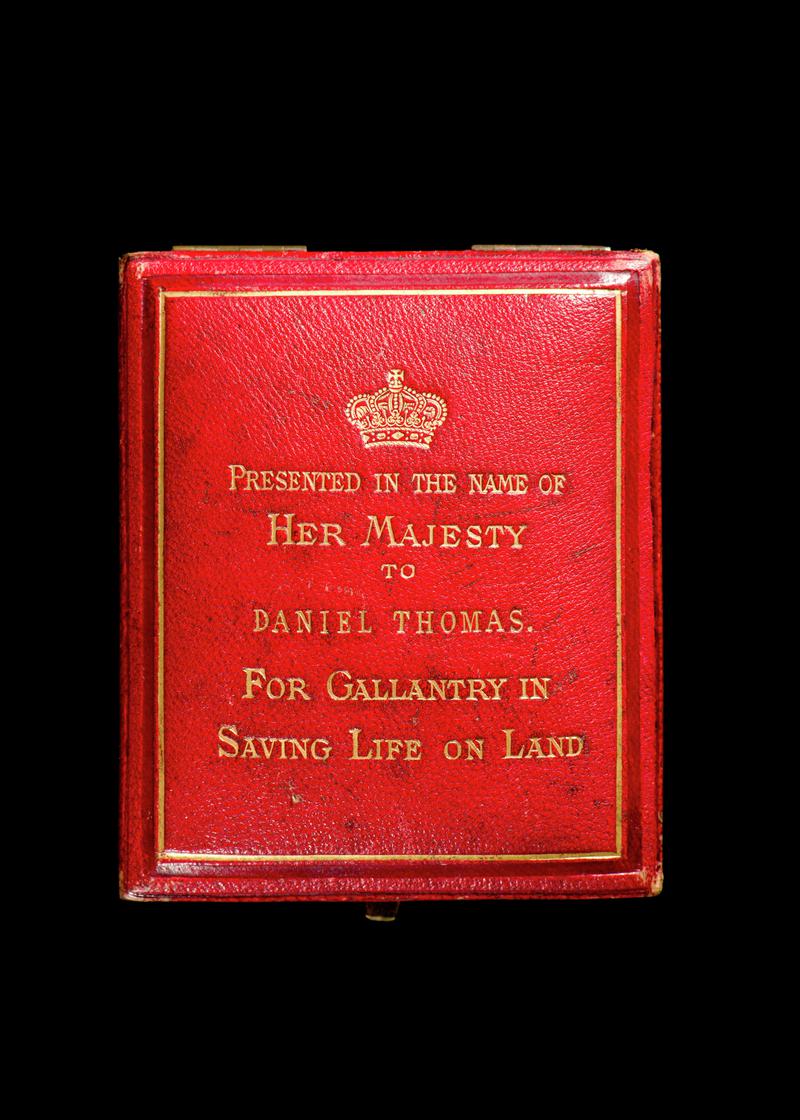 Presented in the name of
Her Majesty
to
DANIEL THOMAS.
For Gallantry in
Saving Life on Land